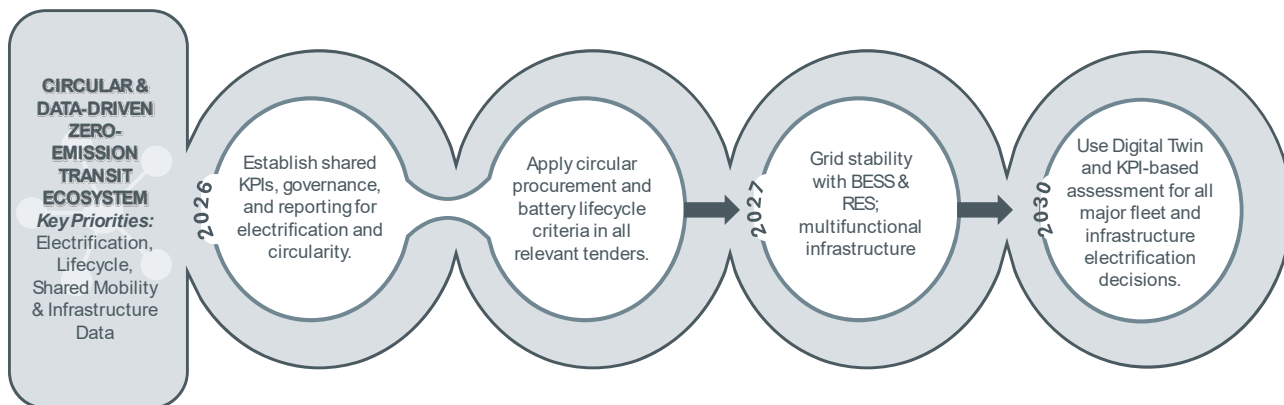 CIRCULAR &
DATA-DRIVEN
ZERO-
EMISSION
TRANSIT
ECOSYSTEM
Key Priorities:
Electrification,
Lifecycle,
Shared Mobility
& Infrastructure
Data
2026
Establish shared
KPIs, governance,
and reporting for
electrification and
circularity.
Apply circular
procurement and
battery lifecycle
criteria in all
relevant tenders.
2027
Grid stability
with BESS &
RES;
multifunctional
infrastructure
2030
Use Digital Twin
and KPI-based
assessment for all
major fleet and
infrastructure
electrification
decisions.